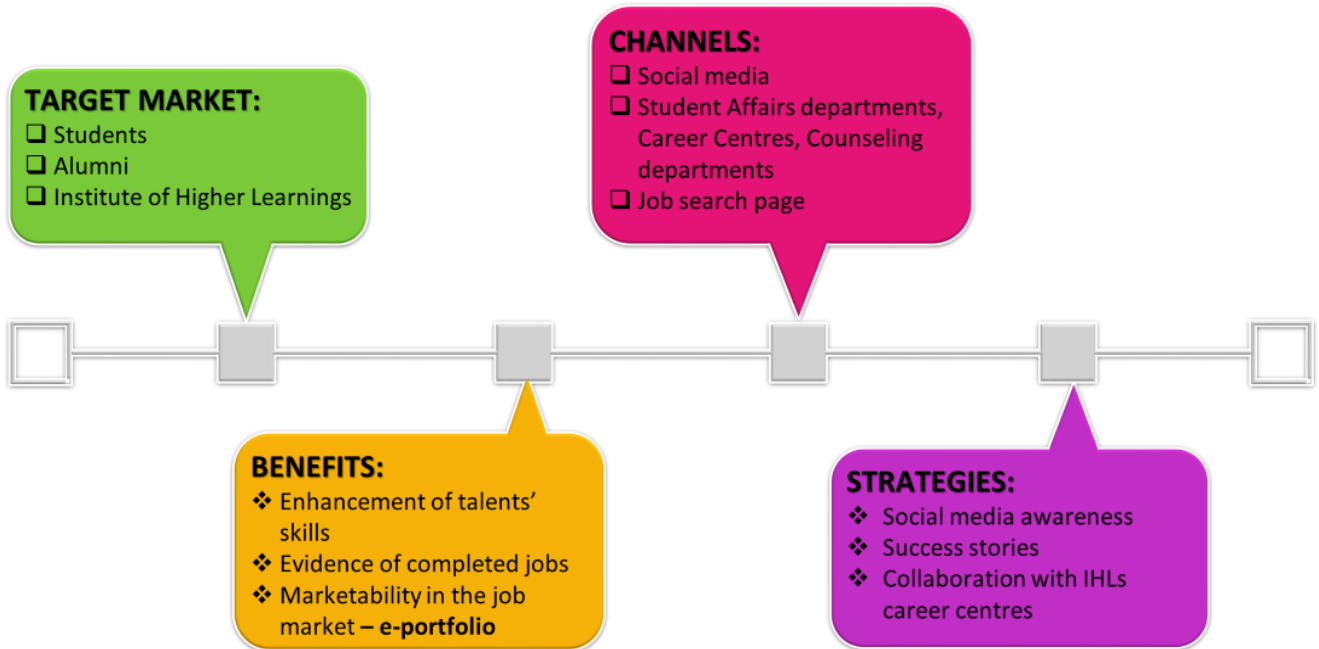 TARGET MARKET:
❑ Students
❑ Alumni
❑ Institute of Higher Learnings
BENEFITS:
❖ Enhancement of talents’
skills
❖ Evidence of completed jobs
❖ Marketability in the job
market – e-portfolio
CHANNELS:
❑ Social media
❑ Student Affairs departments,
Career Centres, Counseling
departments
❑ Job search page
STRATEGIES:
❖ Social media awareness
❖ Success stories
❖ Collaboration with IHLs
career centres